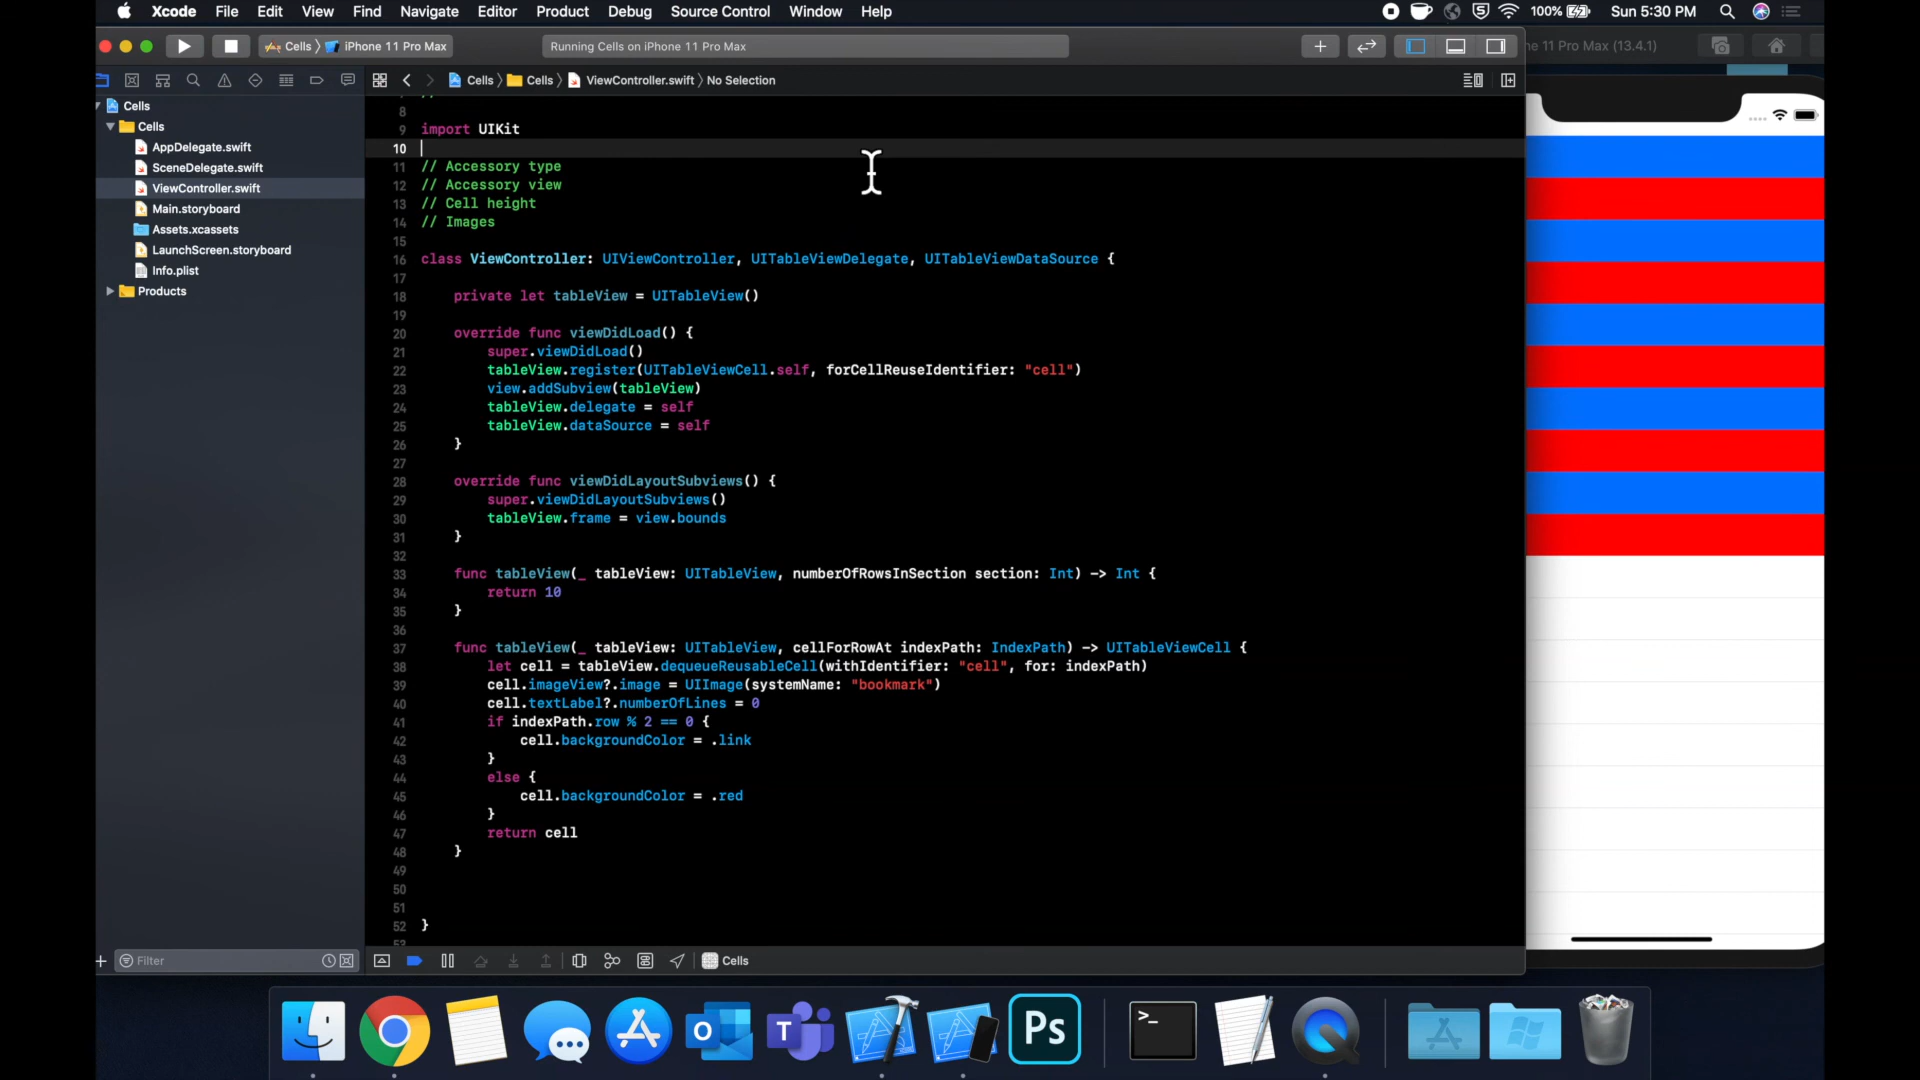 Xcode File Edit View Find Navigate Editor Product Debug Source Control Window Help 100% Sun 5:30 PM
Cells iPhone 11 Pro Max Running Cells on iPhone 11 Pro Max ne 11 Pro Max (13.4.1)
Cells Cells ViewController.swift No Selection
Cells
Cells
AppDelegate.swift
SceneDelegate.swift
ViewController.swift
Main.storyboard
Assets.xcassets
LaunchScreen.storyboard
Info.plist
Products
8
9 import UIKit
10
11 // Accessory type
12 // Accessory view
13 // Cell height
14 // Images
15
16 class ViewController: UIViewController, UITableViewDelegate, UITableViewDataSource {
17
18 private let tableView = UITableView()
19
20 override func viewDidLoad() {
21 super.viewDidLoad()
22 tableView.register(UITableViewCell.self, forCellReuseIdentifier: "cell")
23 view.addSubview(tableView)
24 tableView.delegate = self
25 tableView.dataSource = self
26 }
27
28 override func viewDidLayoutSubviews() {
29 super.viewDidLayoutSubviews()
30 tableView.frame = view.bounds
31 }
32
33 func tableView(_ tableView: UITableView, numberOfRowsInSection section: Int) -> Int {
34 return 10
35 }
36
37 func tableView(_ tableView: UITableView, cellForRowAt indexPath: IndexPath) -> UITableViewCell {
38 let cell = tableView.dequeueReusableCell(withIdentifier: "cell", for: indexPath)
39 cell.imageView?.image = UIImage(systemName: "bookmark")
40 cell.textLabel?.numberOfLines = 0
41 if indexPath.row % 2 == 0 {
42 cell.backgroundColor = .link
43 }
44 else {
45 cell.backgroundColor = .red
46 }
47 return cell
48 }
49
50
51
52 }
53
Filter
Cells
Ps